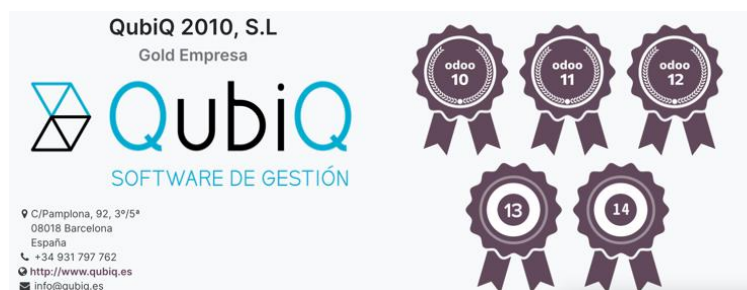 QubiQ 2010, S.L
Gold Empresa
QubiQ
SOFTWARE DE GESTIÓN
C/Pamplona, 92, 3º/5ª
08018 Barcelona
España
+34 931 797 762
http://www.qubiq.es
info@qubiq.es
odoo
10
odoo
11
odoo
12
13
14